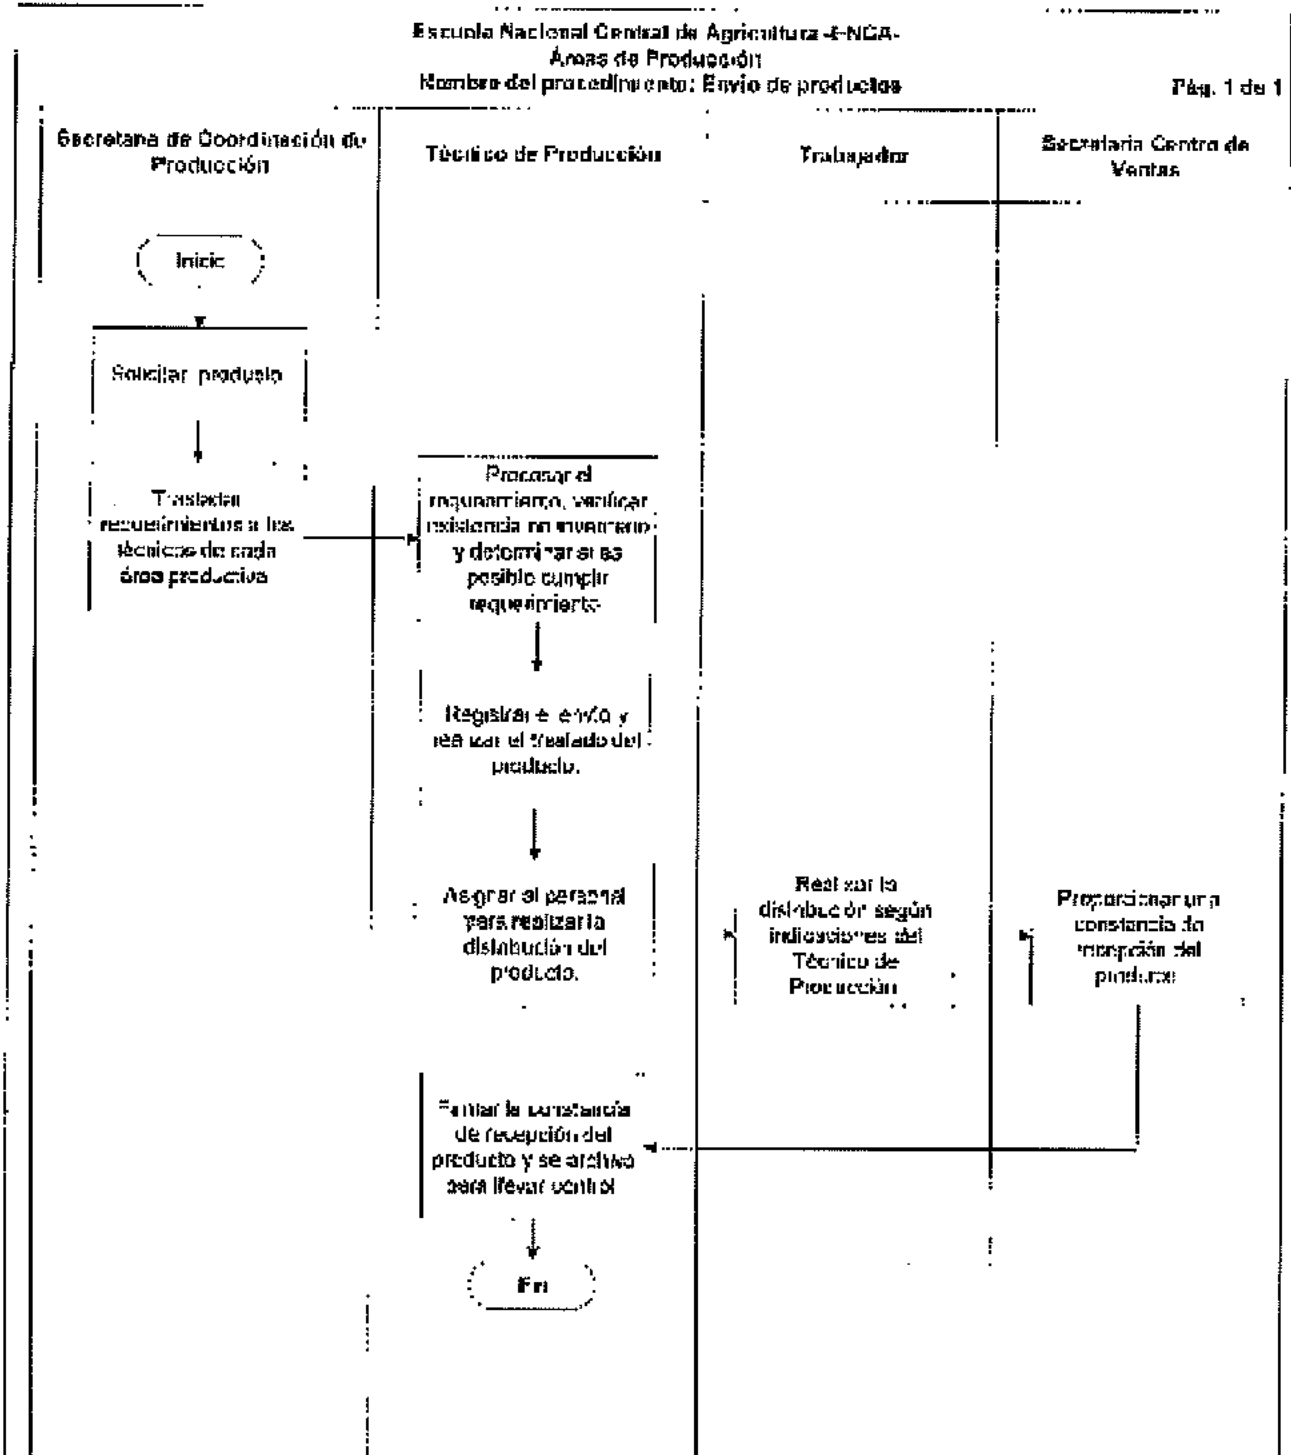 Escuela Nacional Central de Agricultura -ENCA-
Áreas de Producción
Nombre del procedimiento: Envío de productos
Pág. 1 de 1
Secretaria de Coordinación de
Producción
Técnico de Producción
Trabajador
Secretaria Centro de
Ventas
Inicio
Solicitar producto
Trasladar
requerimientos a los
técnicos de cada
área productiva
Procesar el
requerimiento, verificar
existencia en inventario
y determinar si es
posible cumplir
requerimiento
Registrar el envío y
realizar el traslado del
producto.
Asignar al personal
para realizar la
distribución del
producto.
Realizar la
distribución según
indicaciones del
Técnico de
Producción
Proporcionar una
constancia de
recepción del
producto
Firmar la constancia
de recepción del
producto y se archiva
para llevar control
Fin